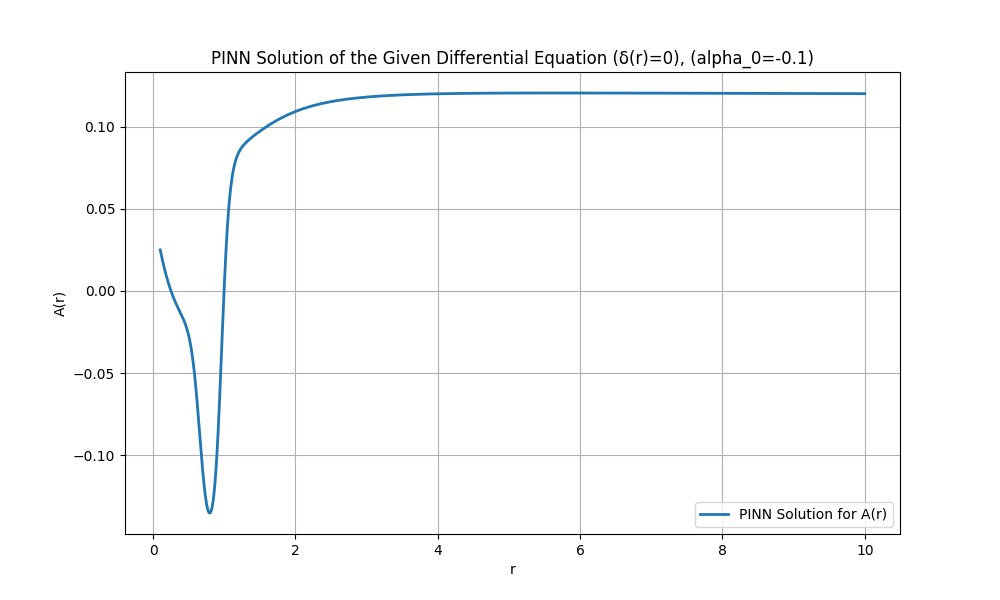 PINN Solution of the Given Differential Equation (δ(r)=0), (alpha_0=-0.1)
A(r)
0.10
0.05
0.00
−0.05
−0.10
0 2 4 6 8 10
r
PINN Solution for A(r)